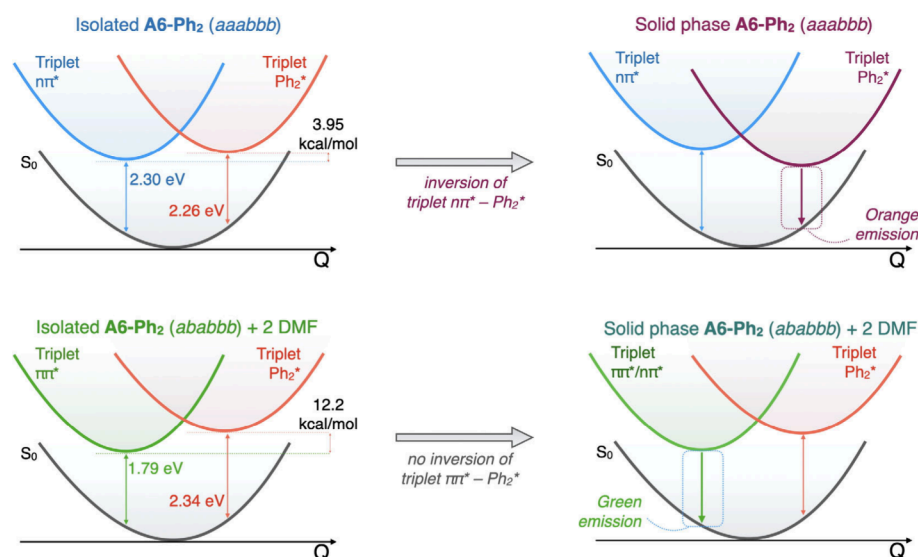 Isolated A6-Ph₂ (aaabbb)
Triplet
nπ*
Triplet
Ph₂*
3.95
kcal/mol
S₀
2.30 eV
2.26 eV
Q
inversion of
triplet nπ* – Ph₂*
Solid phase A6-Ph₂ (abaabb)
Triplet
nπ*
Triplet
Ph₂*
S₀
Orange
emission
Q
Isolated A6-Ph₂ (ababbb) + 2 DMF
Triplet
ππ*
Triplet
Ph₂*
12.2
kcal/mol
S₀
1.79 eV
2.34 eV
Q
no inversion of
triplet ππ* – Ph₂*
Solid phase A6-Ph₂ (ababbb) + 2 DMF
Triplet
ππ*/nπ*
Triplet
Ph₂*
S₀
Green
emission
Q